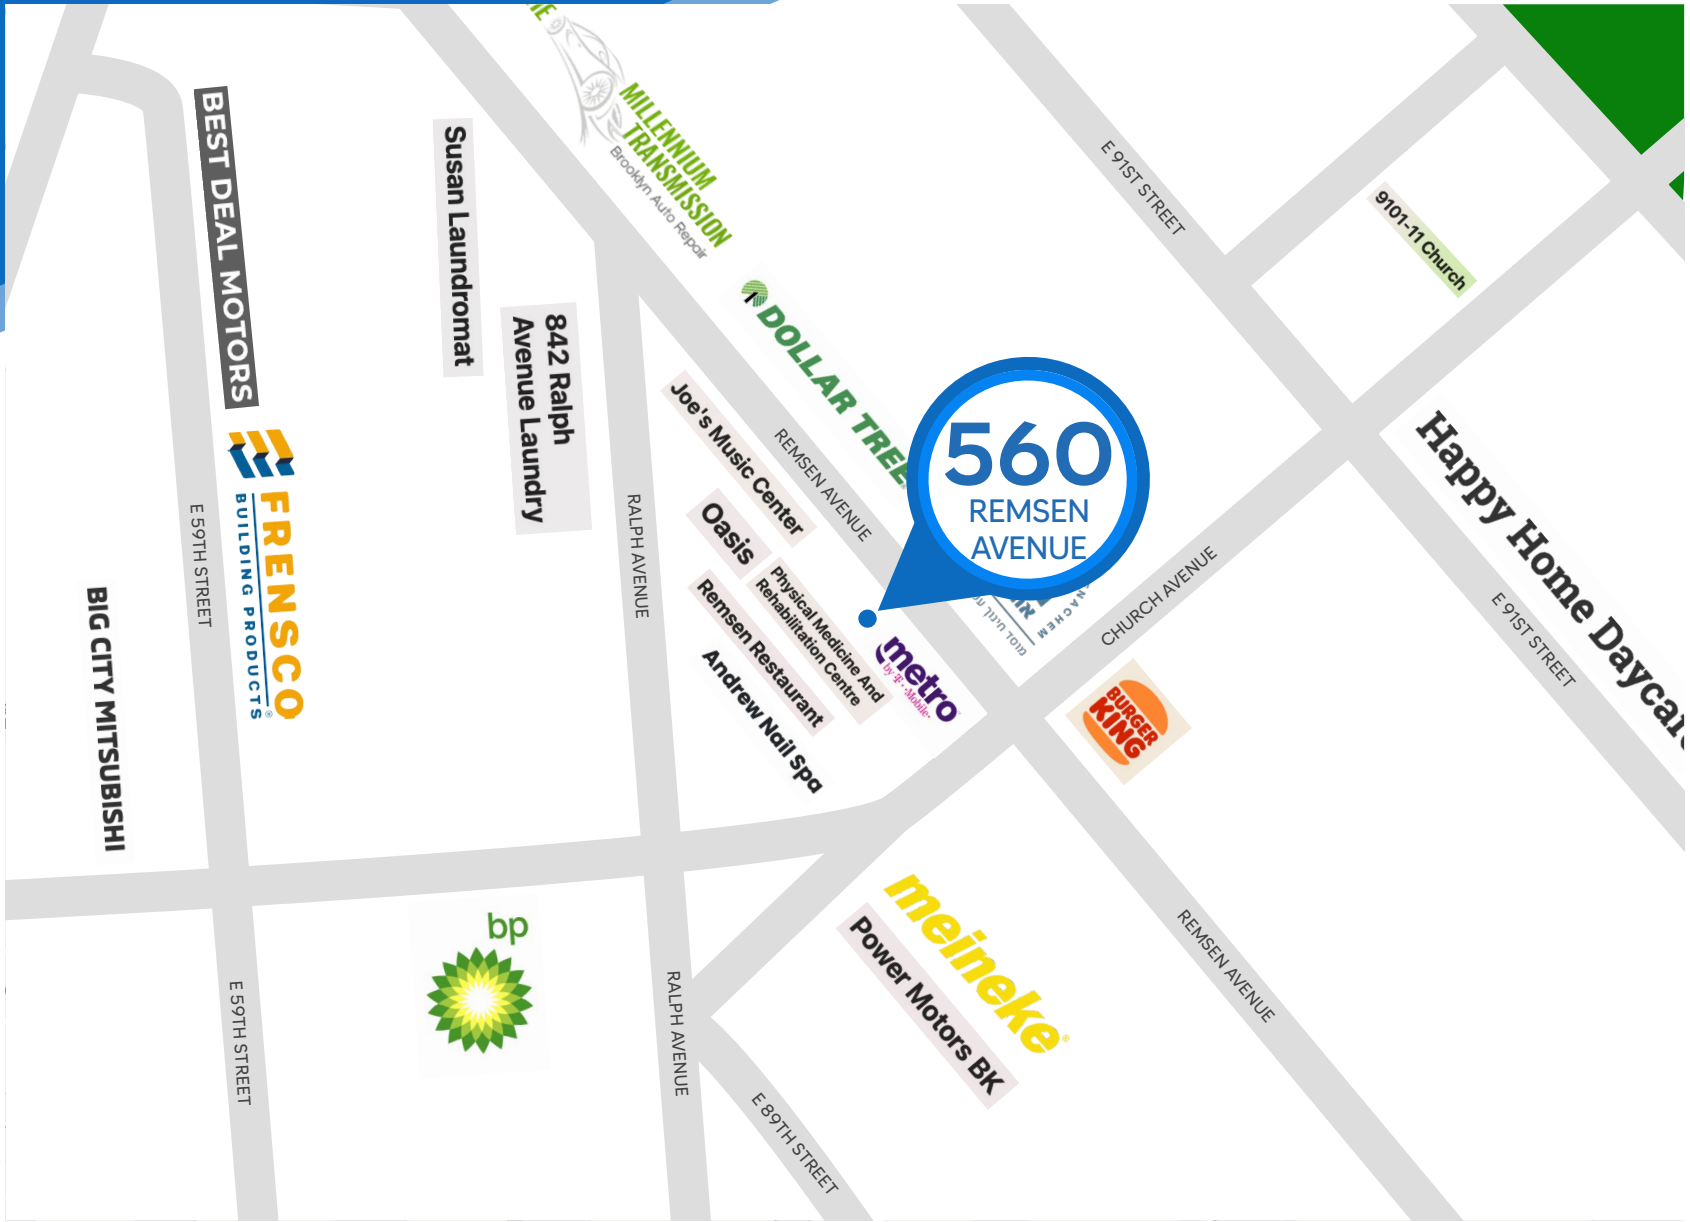 MILLENNIUM
TRANSMISSION
Brooklyn Auto Repair
BEST DEAL MOTORS
Susan Laundromat
842 Ralph
Avenue Laundry
E 91ST STREET
9101-11 Church
1 DOLLAR TREE
Joe's Music Center
REMSEN AVENUE
560
REMSEN
AVENUE
Happy Home
FRENSCO®
BUILDING PRODUCTS
E 59TH STREET
RALPH AVENUE
Oasis
Physical Medicine And
Rehabilitation Centre
Remsen Restaurant
Andrew Nail Spa
metro
by T-Mobile
מוסד חינוך
CHURCH AVENUE
E 91ST STREET
BIG CITY MITSUBISHI
BURGER
KING
bp
meineke®
Power Motors BK
REMSEN AVENUE
E 59TH STREET
RALPH AVENUE
E 89TH STREET